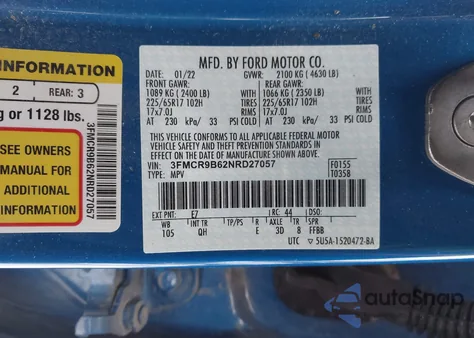 INFORMATION
2 REAR: 3
g or 1128 lbs.
SEE OWNERS
MANUAL
FOR
ADDITIONAL
INFORMATION
3FMCR9B62NRD27057
MFD. BY FORD MOTOR CO.
DATE: 01/22 GVWR: 2100 KG ( 4630 LB)
FRONT GAWR: REAR GAWR:
1089 KG ( 2400 LB) WITH 1066 KG ( 2350 LB)
225/65R17 102H TIRES 225/65R17 102H
17x7.0J RIMS 17x7.0J
AT 230 kPa/ 33 PSI COLD AT 230 kPa/ 33 PSI COLD
THIS VEHICLE CONFORMS TO ALL APPLICABLE FEDERAL MOTOR
VEHICLE SAFETY AND THEFT PREVENTION STANDARDS IN
EFFECT ON THE DATE OF MANUFACTURE SHOWN ABOVE.
VIN: 3FMCR9B62NRD27057 F0155
TYPE: MPV T0358
EXT PNT: E7 RC: 44 DSO:
WB INT TR TP/PS R AXLE TR SPR
105 QH E 3D 8 FFBB
UTC ▽ 5U5A-1520472-BA
autoSnap